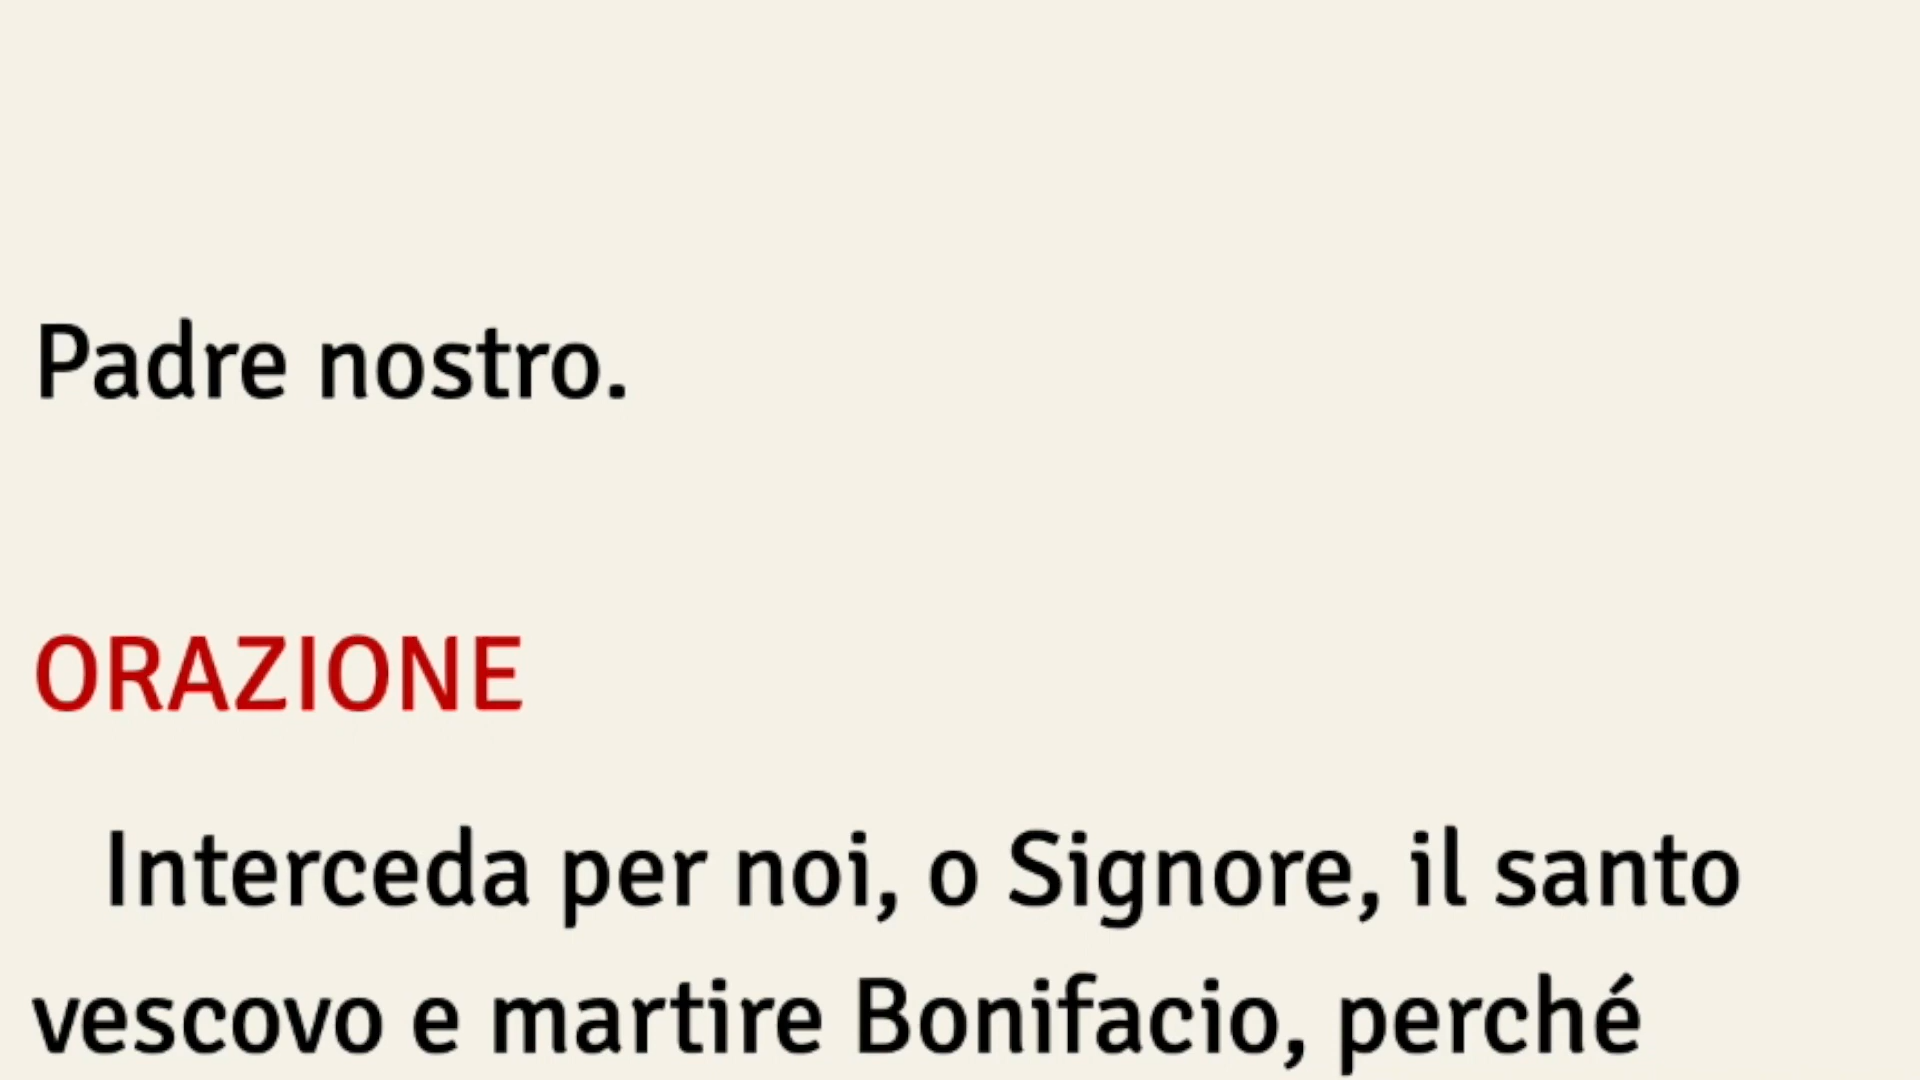 Padre nostro.
ORAZIONE
Interceda per noi, o Signore, il santo
vescovo e martire Bonifacio, perché